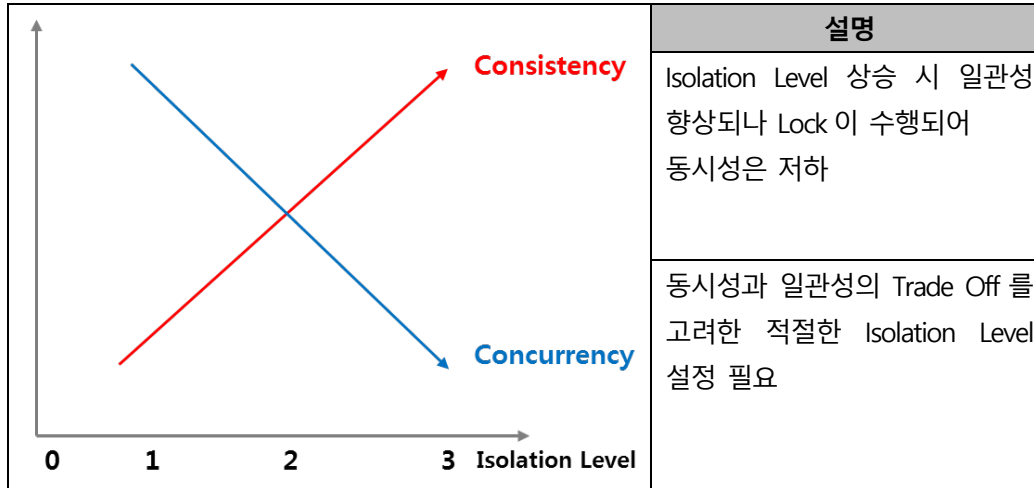 Consistency
Concurrency
0 1 2 3 Isolation Level
설명
Isolation Level 상승 시 일관성
향상되나 Lock 이 수행되어
동시성은 저하
동시성과 일관성의 Trade Off 를
고려한 적절한 Isolation Level
설정 필요